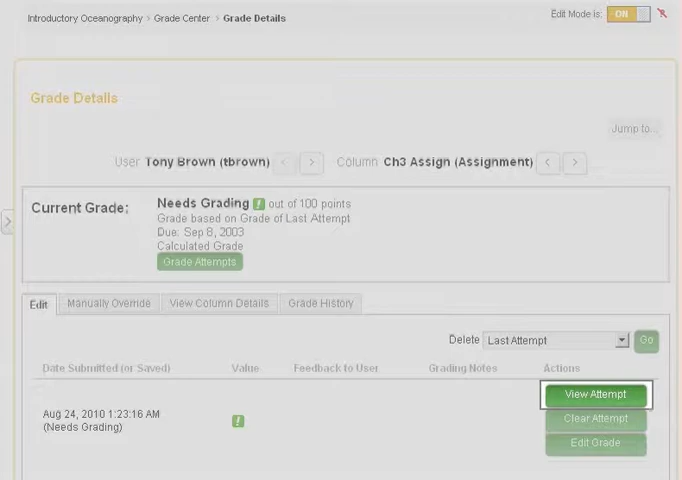 Introductory Oceanography > Grade Center > Grade Details
Edit Mode is: ON
Grade Details
Jump to...
User Tony Brown (tbrown) < > Column Ch3 Assign (Assignment) < >
Current Grade:
Needs Grading ! out of 100 points
Grade based on Grade of Last Attempt
Due: Sep 8, 2003
Calculated Grade
Grade Attempts
Edit Manually Override View Column Details Grade History
Delete Last Attempt Go
Date Submitted (or Saved) Value Feedback to User Grading Notes Actions
View Attempt
Aug 24, 2010 1:23:16 AM ! Clear Attempt
(Needs Grading)
Edit Grade